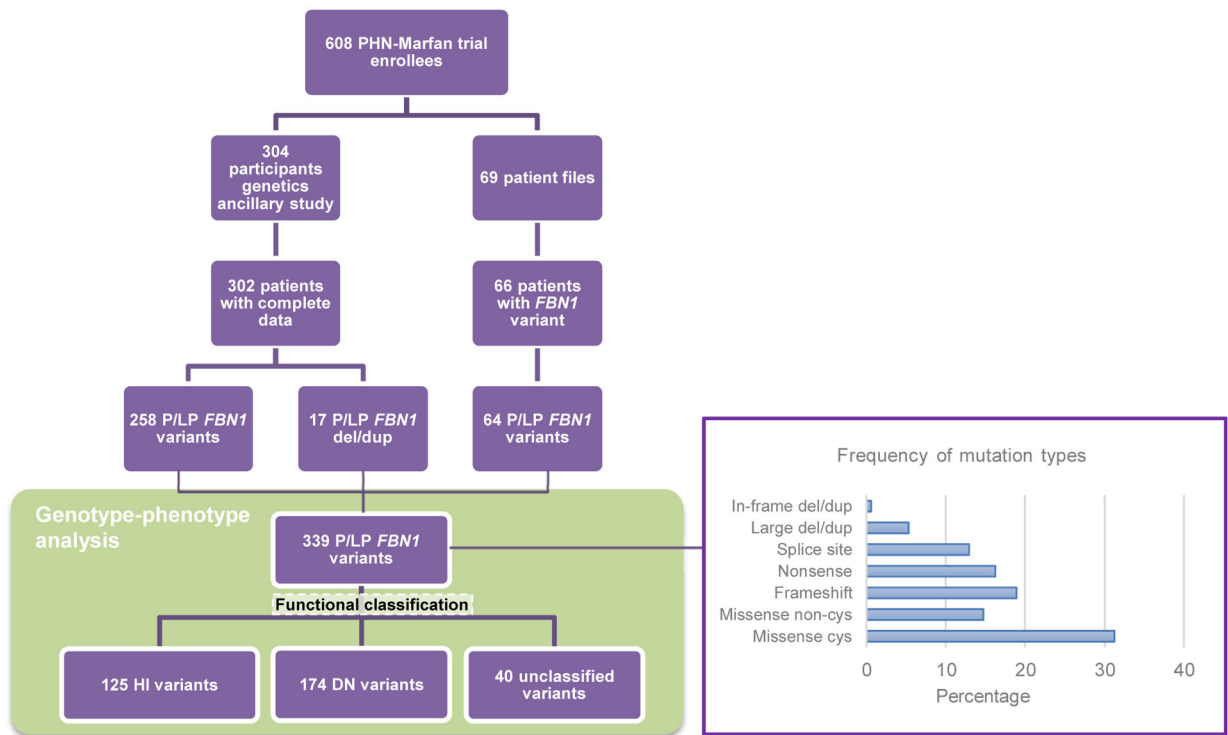 608 PHN-Marfan trial
enrollees
304
participants
genetics
ancillary study
69 patient files
302 patients
with complete
data
66 patients
with FBN1
variant
258 P/LP FBN1
variants
17 P/LP FBN1
del/dup
64 P/LP FBN1
variants
Genotype-phenotype
analysis
339 P/LP FBN1
variants
Functional classification
125 HI variants
174 DN variants
40 unclassified
variants
Frequency of mutation types
In-frame del/dup
Large del/dup
Splice site
Nonsense
Frameshift
Missense non-cys
Missense cys
0 10 20 30 40
Percentage